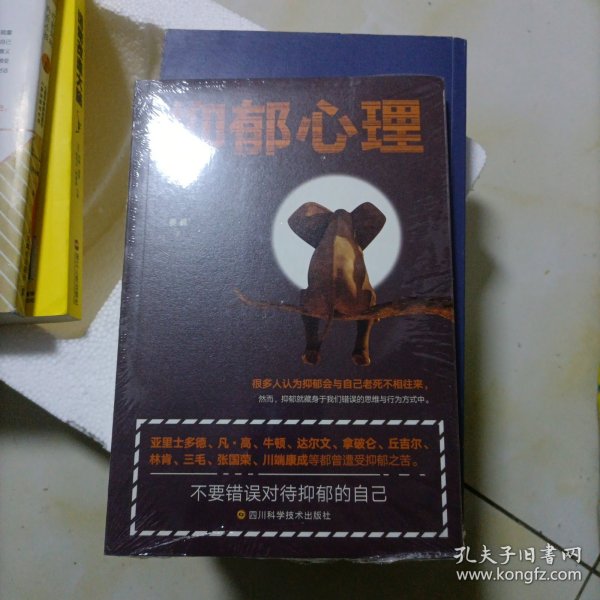 抑郁心理
很多人认为抑郁会与自己老死不相往来，
然而，抑郁就藏身于我们错误的思维与行为方式中。
亚里士多德、凡·高、牛顿、达尔文、拿破仑、丘吉尔、
林肯、三毛、张国荣、川端康成等都曾遭受抑郁之苦。
不要错误对待抑郁的自己
四川科学技术出版社
孔夫子旧书网
www.kongfz.com